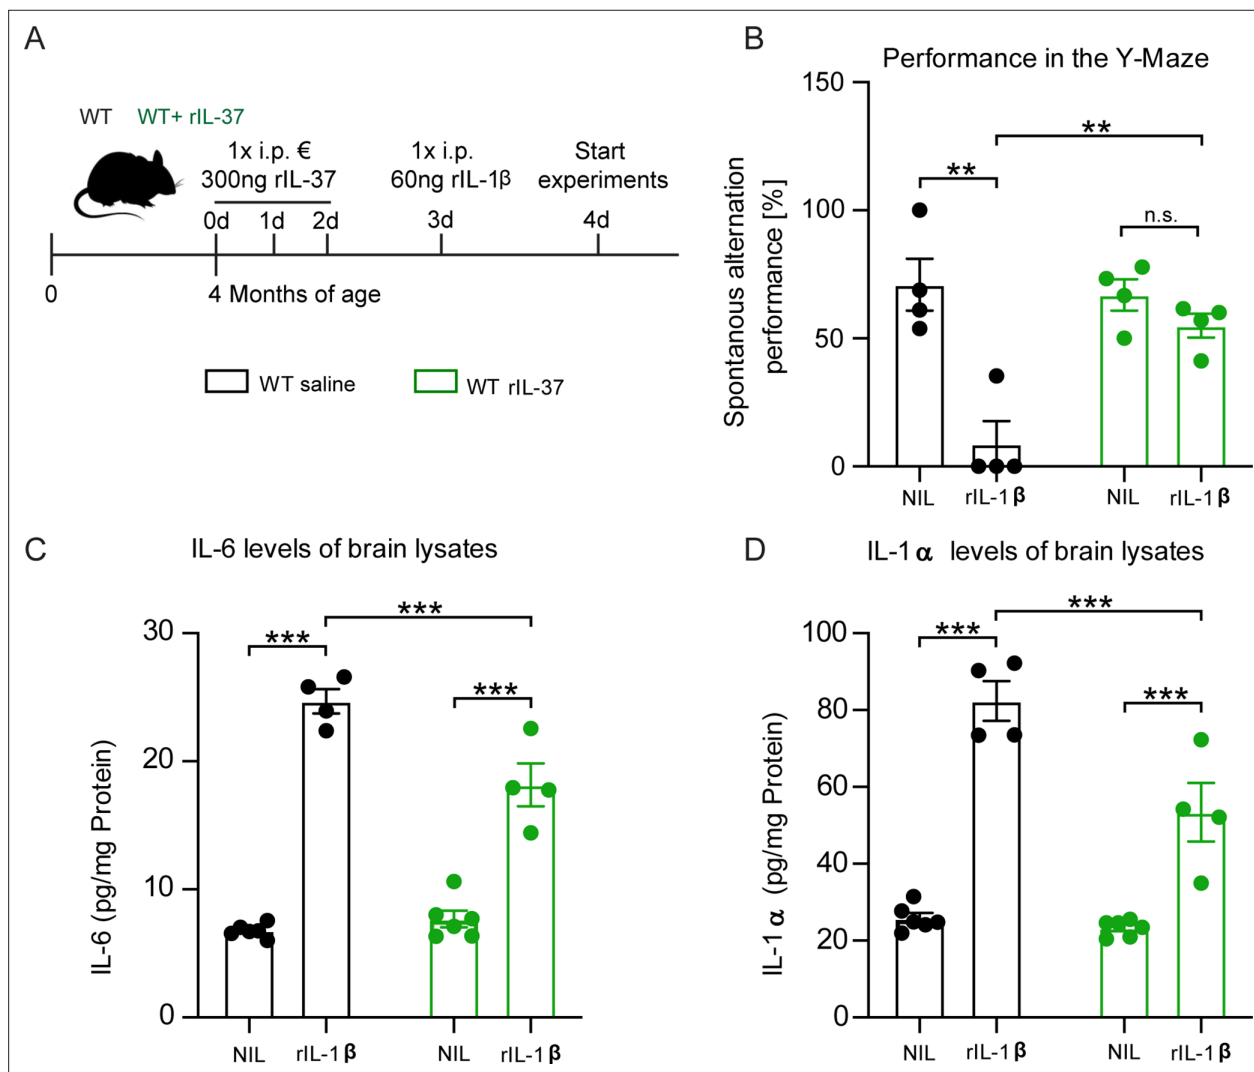 A
WT WT+ rIL-37
1x i.p. €
300ng rIL-37
1x i.p.
60ng rIL-1β
Start
experiments
0d 1d 2d 3d 4d
0 4 Months of age
WT saline WT rIL-37
B
Performance in the Y-Maze
Spontanous alternation
performance [%]
150
100
50
0
**
**
n.s.
NIL rIL-1β NIL rIL-1β
C
IL-6 levels of brain lysates
IL-6 (pg/mg Protein)
30
20
10
0
***
***
***
NIL rIL-1β NIL rIL-1β
D
IL-1α levels of brain lysates
IL-1α (pg/mg Protein)
100
80
60
40
20
0
***
***
***
NIL rIL-1β NIL rIL-1β